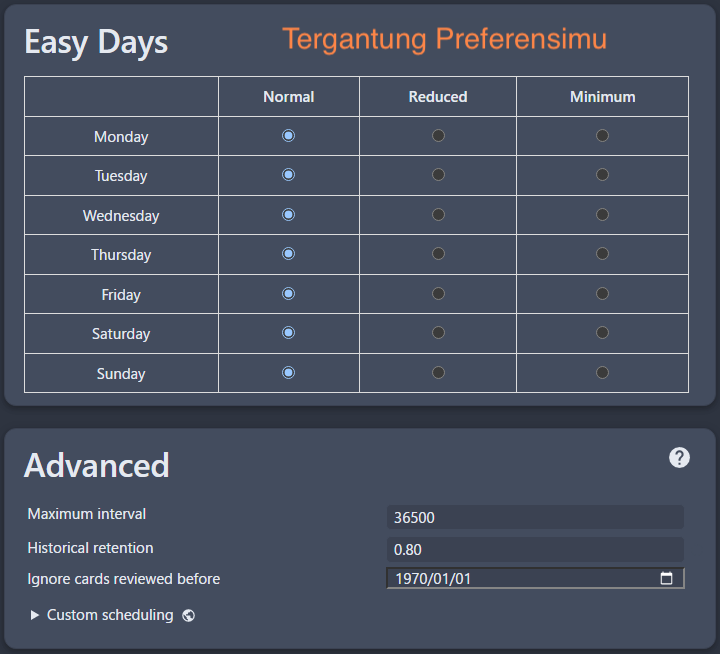 Easy Days
Tergantung Preferensimu
Normal Reduced Minimum
Monday
Tuesday
Wednesday
Thursday
Friday
Saturday
Sunday
Advanced
?
Maximum interval 36500
Historical retention 0.80
Ignore cards reviewed before 1970/01/01
Custom scheduling